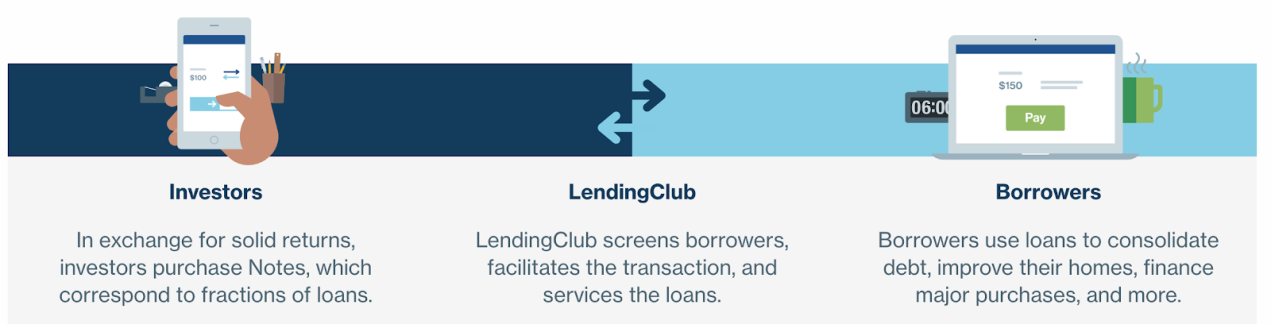 $100
06:00
$150
Pay
Investors
LendingClub
Borrowers
In exchange for solid returns,
investors purchase Notes, which
correspond to fractions of loans.
LendingClub screens borrowers,
facilitates the transaction, and
services the loans.
Borrowers use loans to consolidate
debt, improve their homes, finance
major purchases, and more.